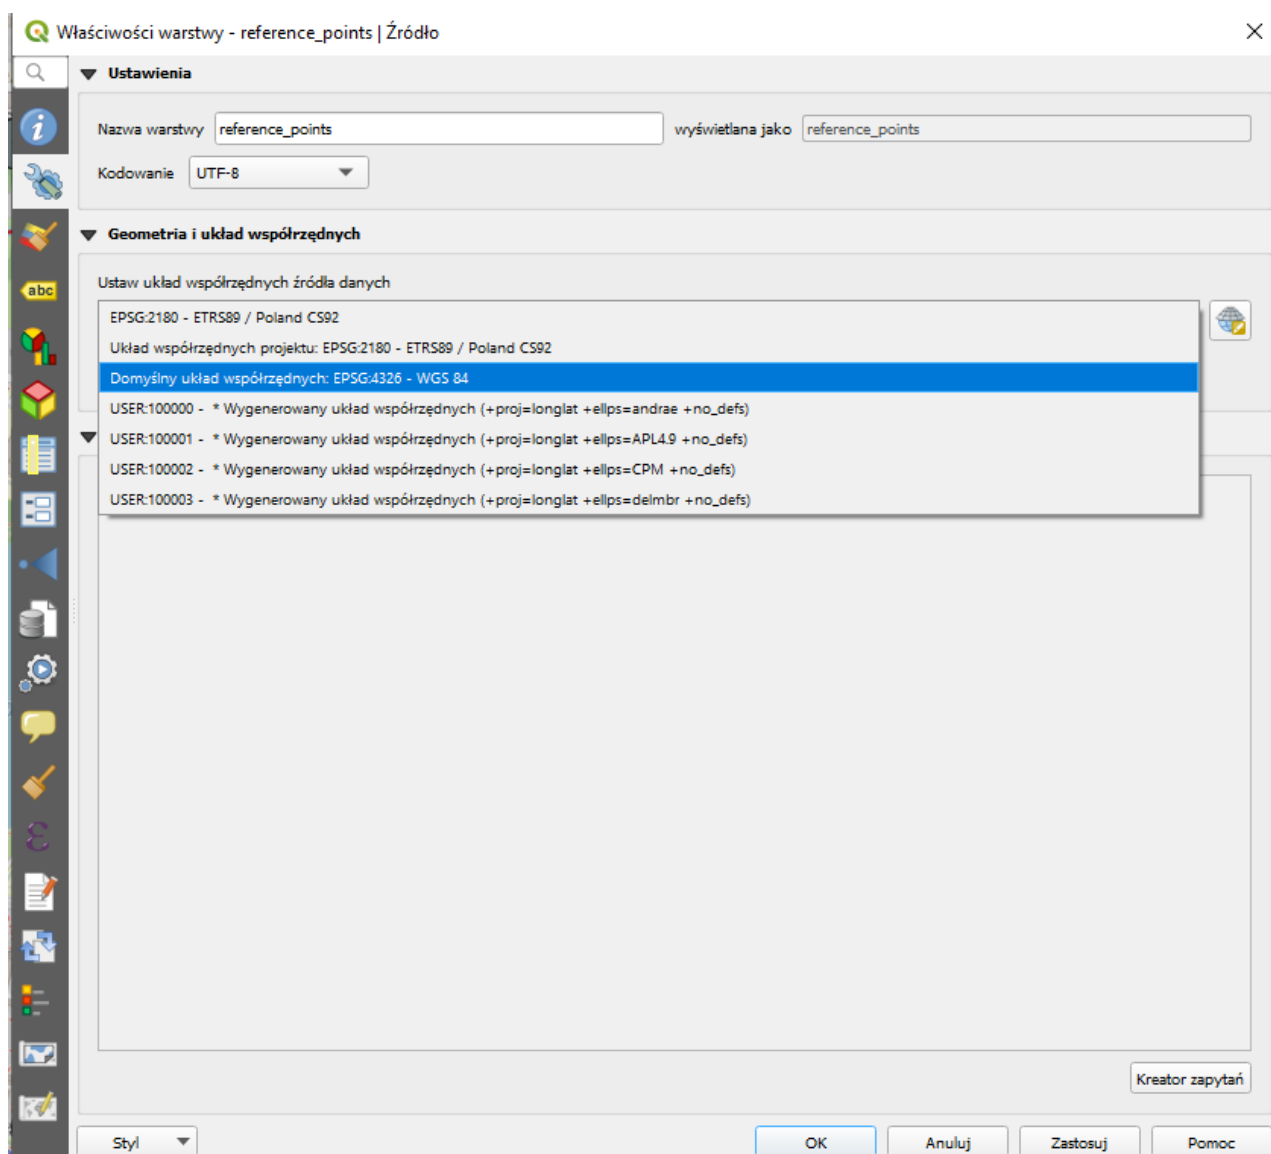 Właściwości warstwy - reference_points | Źródło
Ustawienia
Nazwa warstwy reference_points wyświetlana jako reference_points
Kodowanie UTF-8
Geometria i układ współrzędnych
abc
Ustaw układ współrzędnych źródła danych
EPSG:2180 - ETRS89 / Poland CS92
Układ współrzędnych projektu: EPSG:2180 - ETRS89 / Poland CS92
Domyślny układ współrzędnych: EPSG:4326 - WGS 84
USER:100000 - * Wygenerowany układ współrzędnych (+proj=longlat +ellps=andrae +no_defs)
USER:100001 - * Wygenerowany układ współrzędnych (+proj=longlat +ellps=APL4.9 +no_defs)
USER:100002 - * Wygenerowany układ współrzędnych (+proj=longlat +ellps=CPM +no_defs)
USER:100003 - * Wygenerowany układ współrzędnych (+proj=longlat +ellps=delmbr +no_defs)
Kreator zapytań
Styl OK Anuluj Zastosuj Pomoc